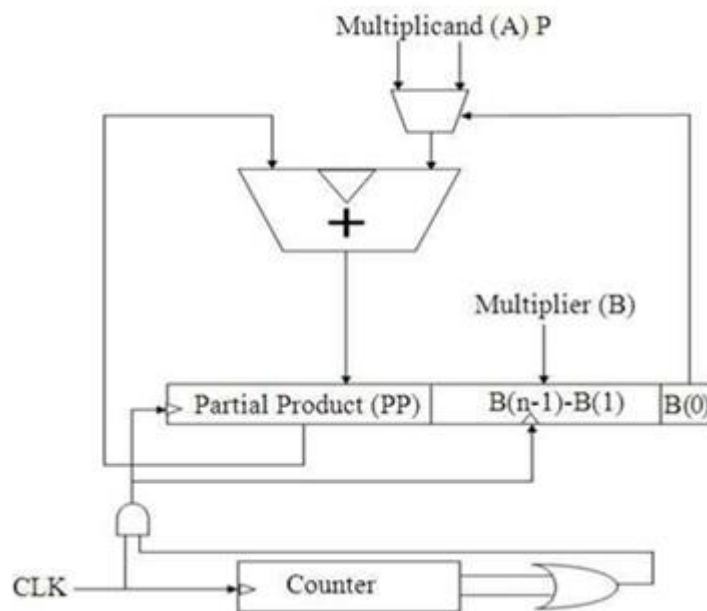 Multiplicand (A) P
+
Multiplier (B)
Partial Product (PP) B(n-1)-B(1) B(0)
CLK Counter